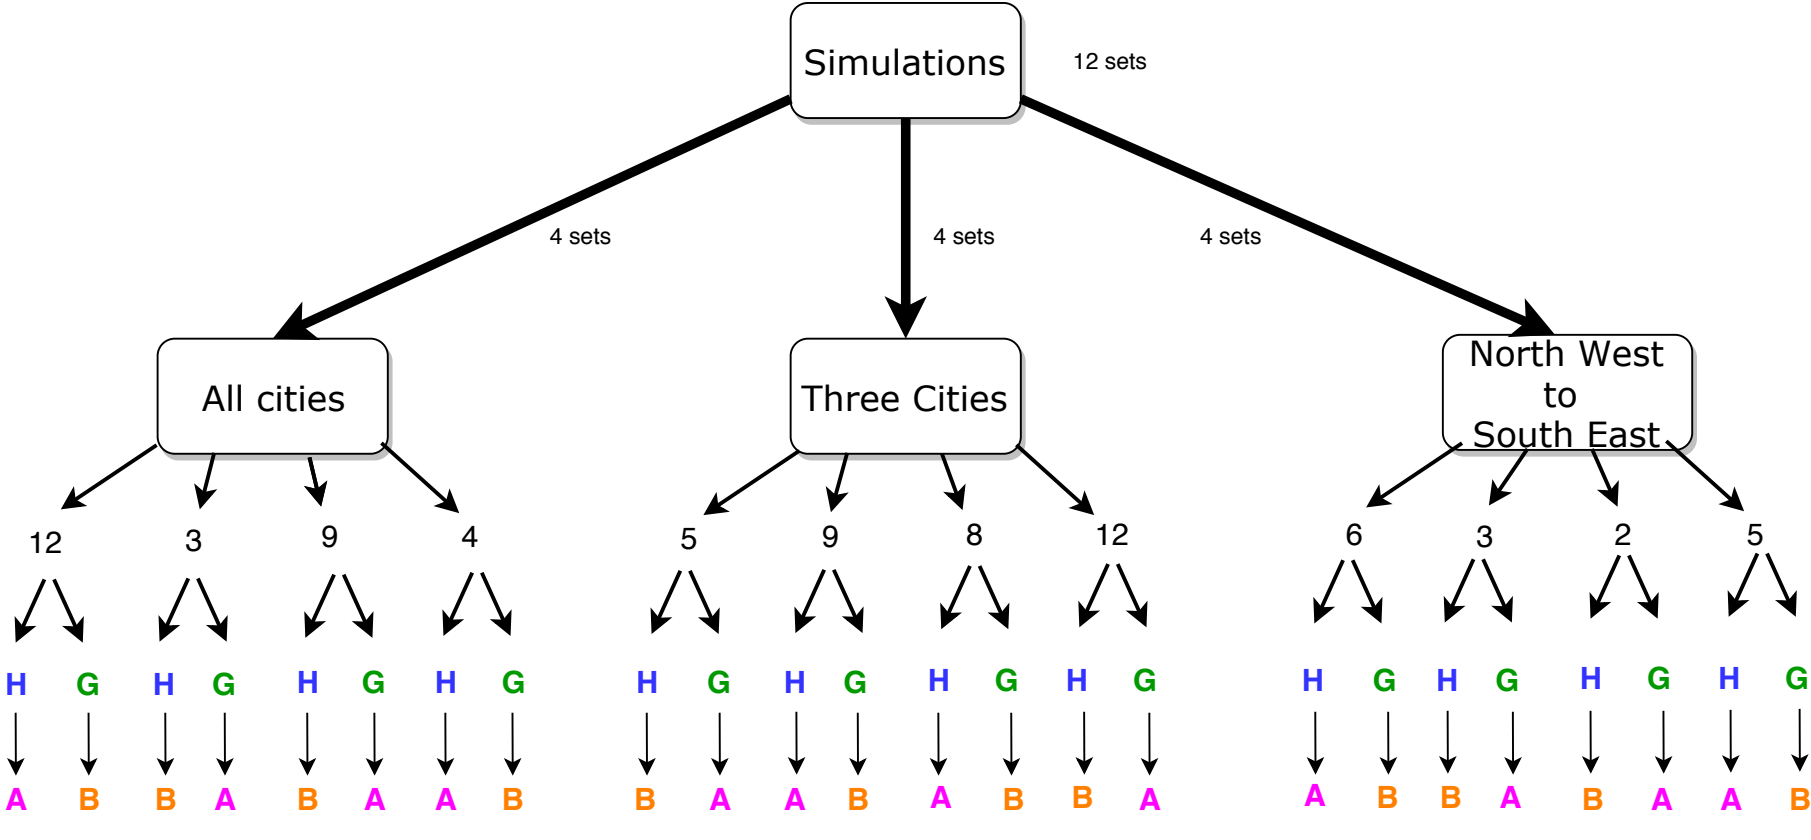 Simulations
12 sets
4 sets
4 sets
4 sets
All cities
Three Cities
North West
to
South East
12 3 9 4 5 9 8 12 6 3 2 5
H G H G H G H G H G H G H G H G H G H G H G H G
A B B A B A A B B A A B A B B A A B B A B A A B